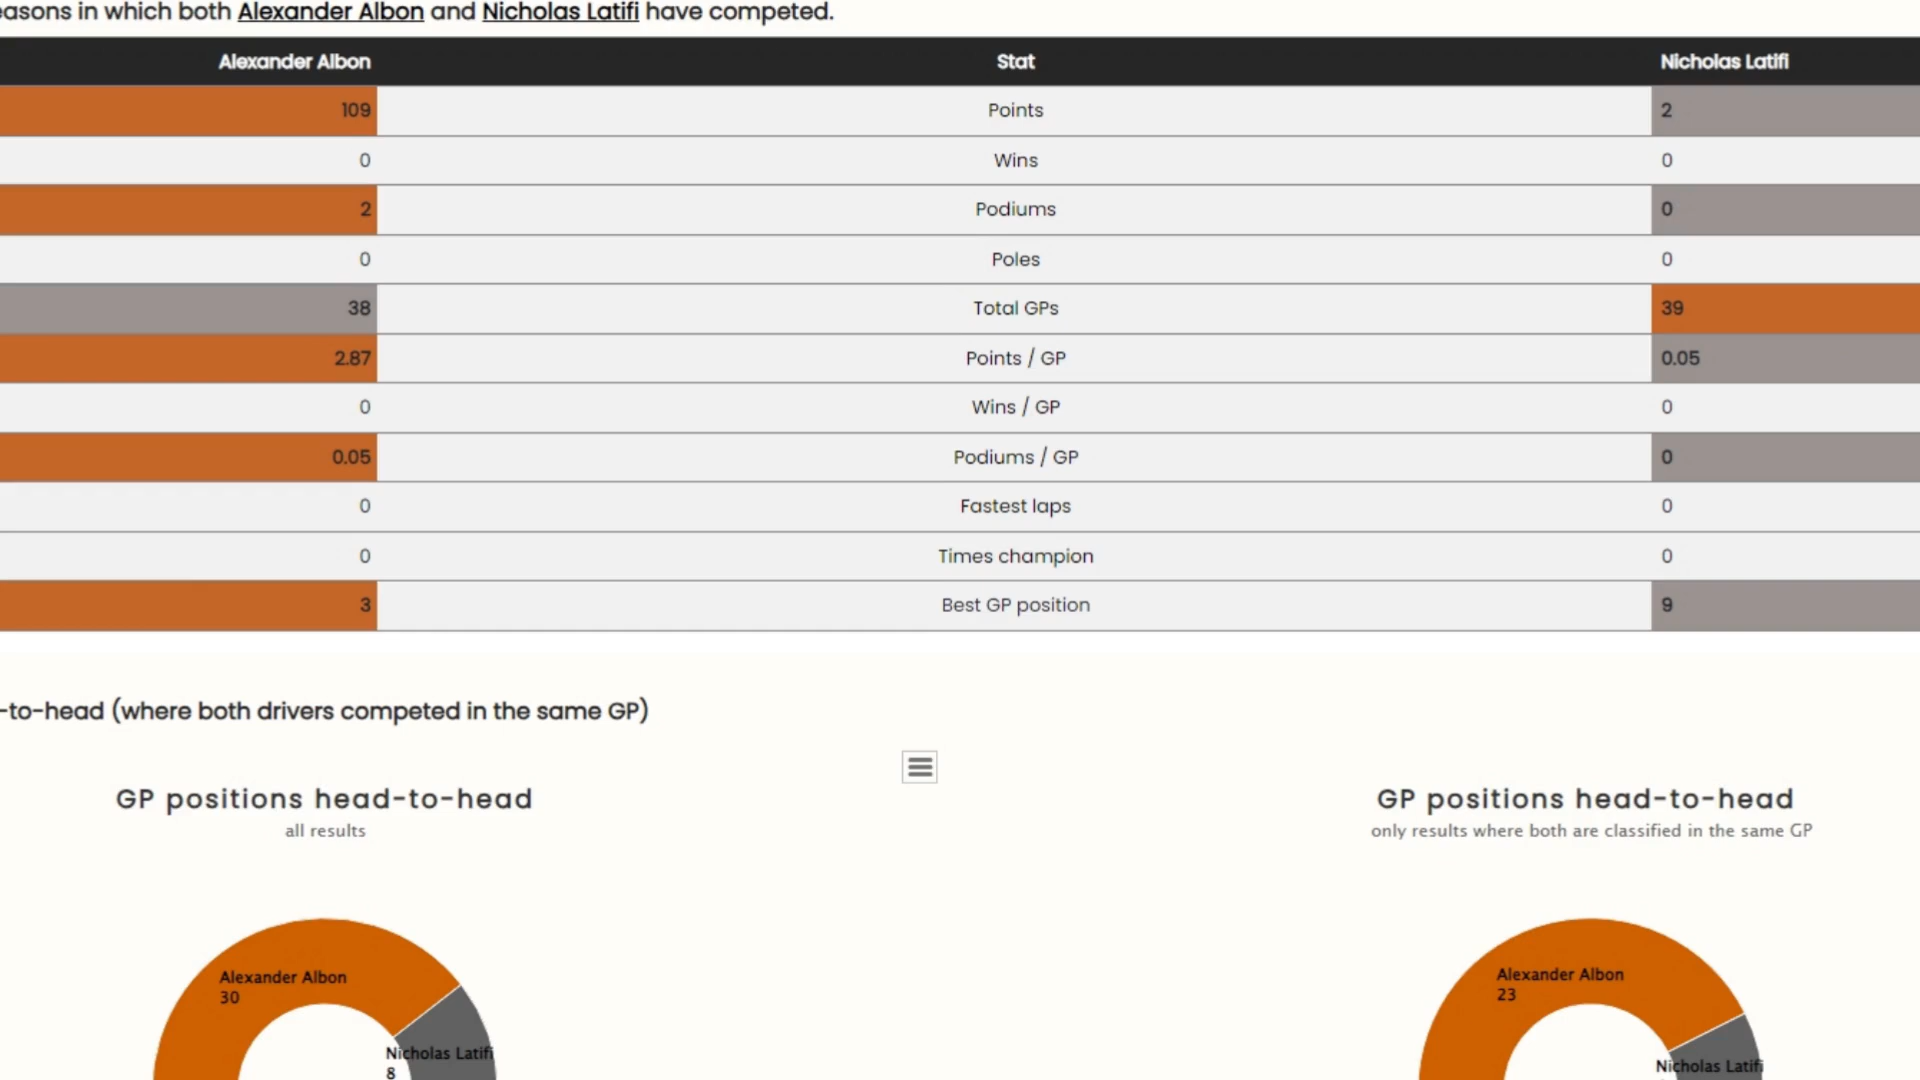 easons in which both Alexander Albon and Nicholas Latifi have competed.
Alexander Albon Stat Nicholas Latifi
109 Points 2
0 Wins 0
2 Podiums 0
0 Poles 0
38 Total GPs 39
2.87 Points / GP 0.05
0 Wins / GP 0
0.05 Podiums / GP 0
0 Fastest laps 0
0 Times champion 0
3 Best GP position 9
-to-head (where both drivers competed in the same GP)
GP positions head-to-head
all results
Alexander Albon
30
Nicholas Latifi
8
GP positions head-to-head
only results where both are classified in the same GP
Alexander Albon
23
Nicholas Latifi